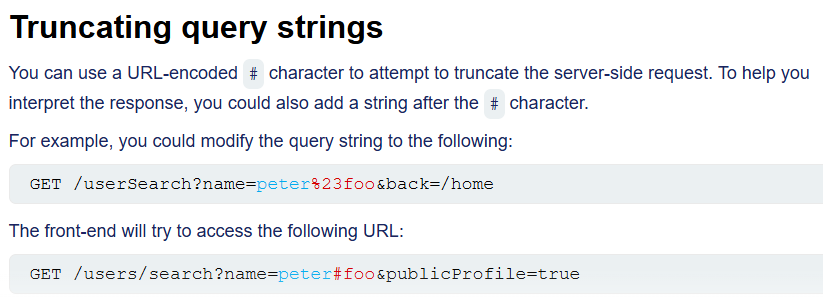 Truncating query strings
You can use a URL-encoded # character to attempt to truncate the server-side request. To help you
interpret the response, you could also add a string after the # character.
For example, you could modify the query string to the following:
GET /userSearch?name=peter%23foo&back=/home
The front-end will try to access the following URL:
GET /users/search?name=peter#foo&publicProfile=true